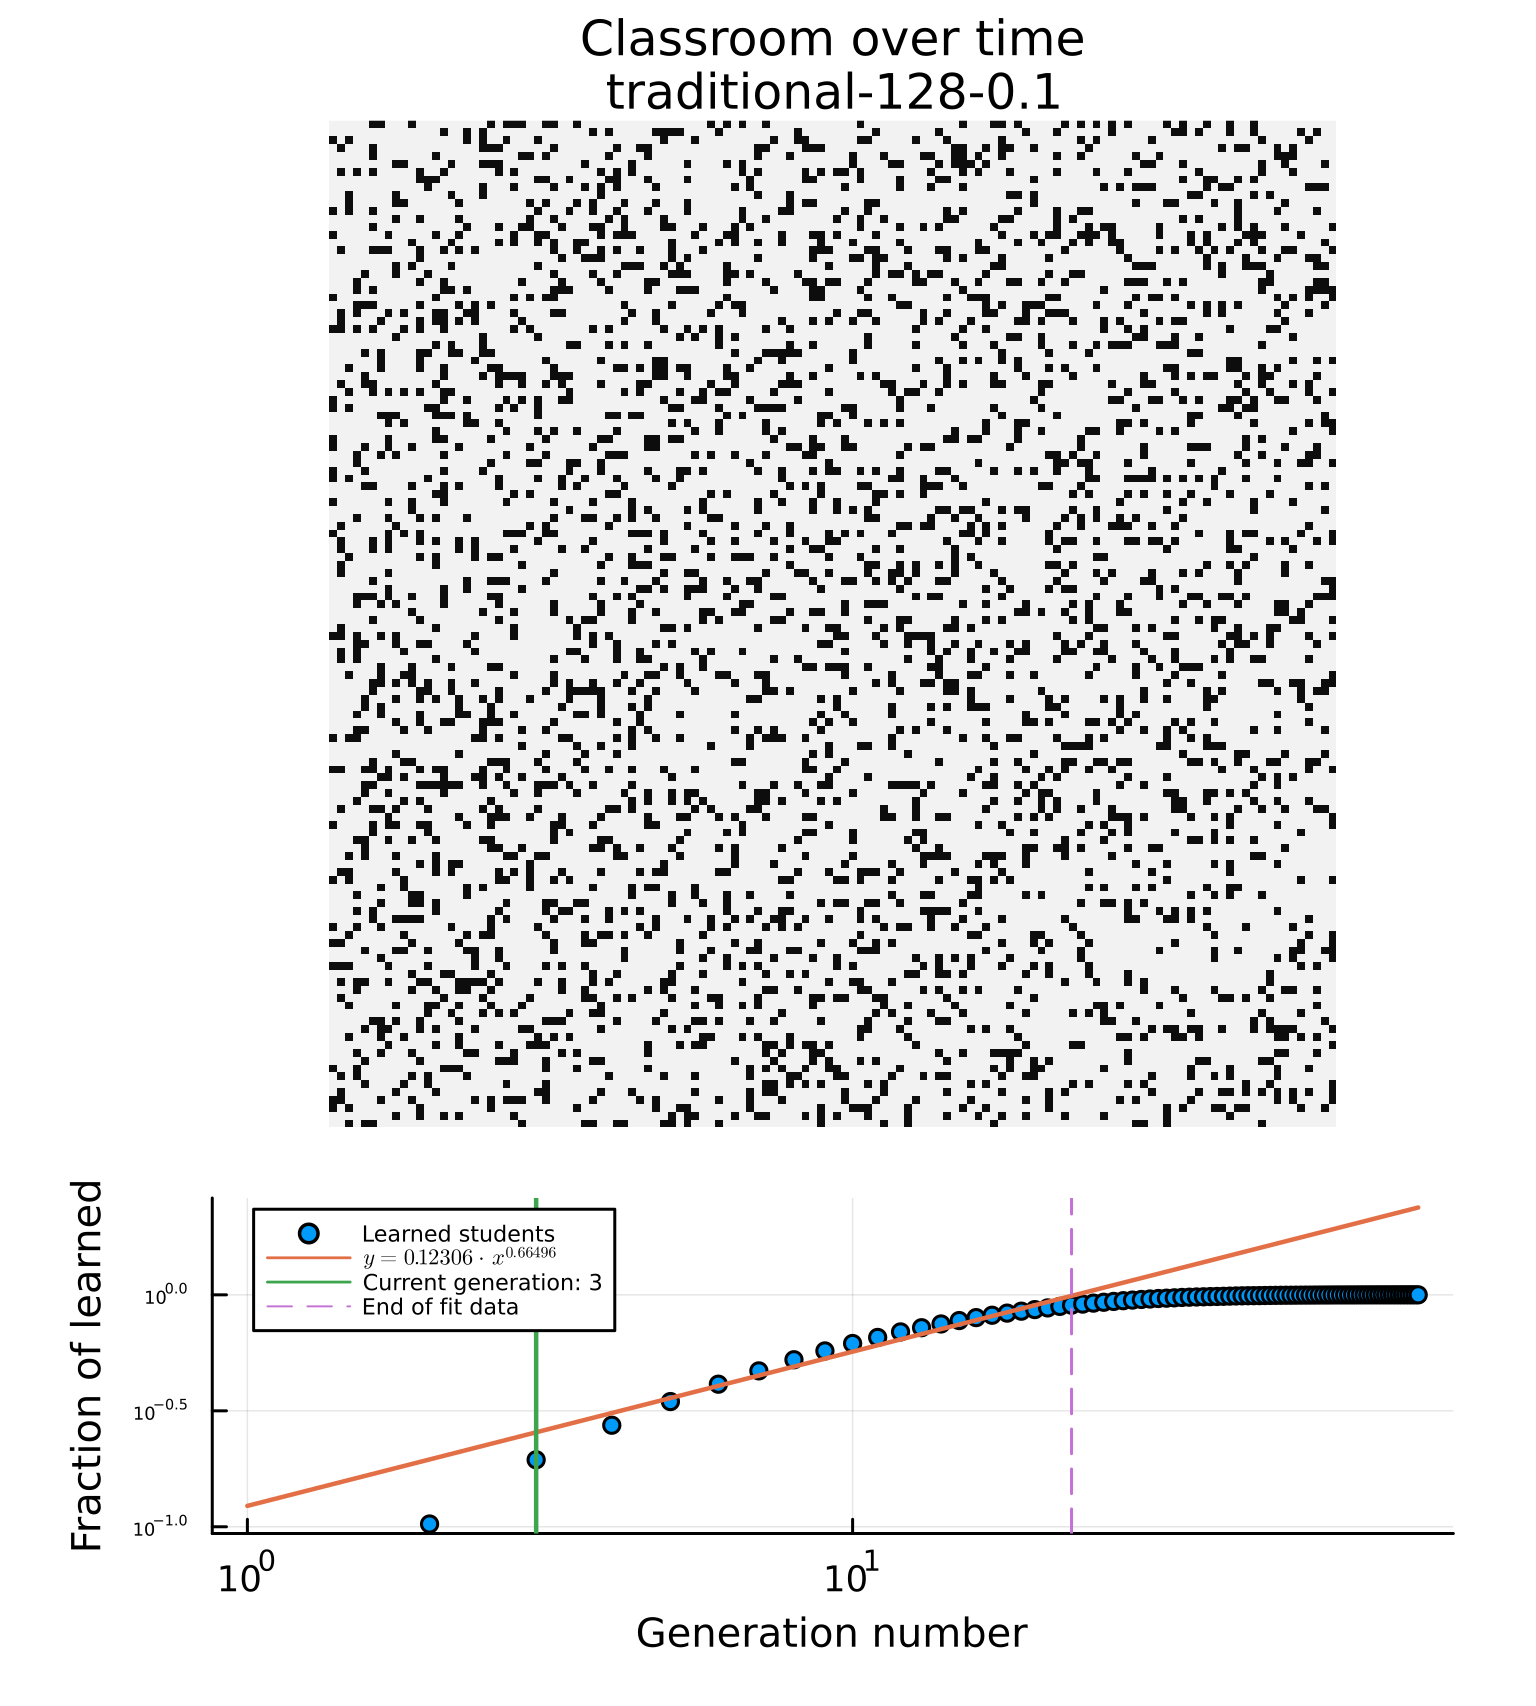 Classroom over time
traditional-128-0.1
Fraction of learned
Learned students
y = 0.12306 · x^0.66496
Current generation: 3
End of fit data
10^0.0
10^−0.5
10^−1.0
10^0
10^1
Generation number